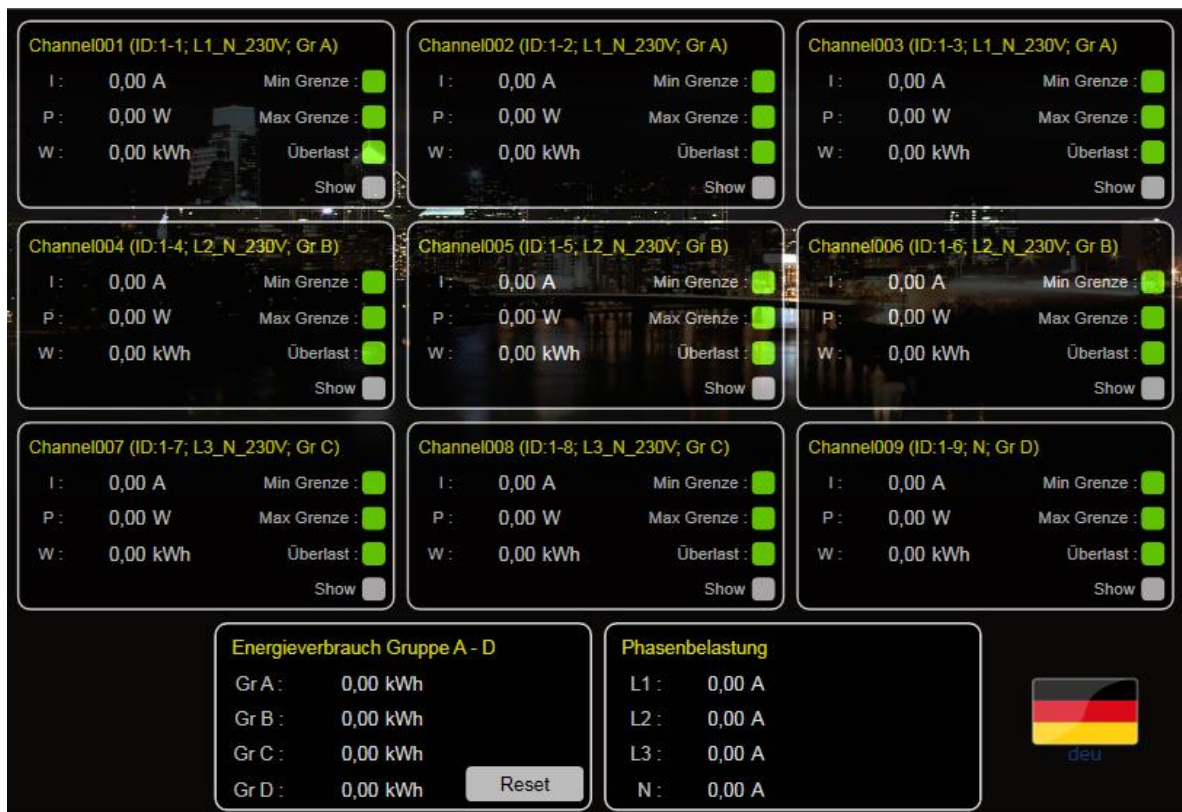 Channel001 (ID:1-1; L1_N_230V; Gr A)
I : 0,00 A Min Grenze :
P : 0,00 W Max Grenze :
W : 0,00 kWh Überlast :
Show
Channel002 (ID:1-2; L1_N_230V; Gr A)
I : 0,00 A Min Grenze :
P : 0,00 W Max Grenze :
W : 0,00 kWh Überlast :
Show
Channel003 (ID:1-3; L1_N_230V; Gr A)
I : 0,00 A Min Grenze :
P : 0,00 W Max Grenze :
W : 0,00 kWh Überlast :
Show
Channel004 (ID:1-4; L2_N_230V; Gr B)
I : 0,00 A Min Grenze :
P : 0,00 W Max Grenze :
W : 0,00 kWh Überlast :
Show
Channel005 (ID:1-5; L2_N_230V; Gr B)
I : 0,00 A Min Grenze :
P : 0,00 W Max Grenze :
W : 0,00 kWh Überlast :
Show
Channel006 (ID:1-6; L2_N_230V; Gr B)
I : 0,00 A Min Grenze :
P : 0,00 W Max Grenze :
W : 0,00 kWh Überlast :
Show
Channel007 (ID:1-7; L3_N_230V; Gr C)
I : 0,00 A Min Grenze :
P : 0,00 W Max Grenze :
W : 0,00 kWh Überlast :
Show
Channel008 (ID:1-8; L3_N_230V; Gr C)
I : 0,00 A Min Grenze :
P : 0,00 W Max Grenze :
W : 0,00 kWh Überlast :
Show
Channel009 (ID:1-9; N; Gr D)
I : 0,00 A Min Grenze :
P : 0,00 W Max Grenze :
W : 0,00 kWh Überlast :
Show
Energieverbrauch Gruppe A - D
Gr A : 0,00 kWh
Gr B : 0,00 kWh
Gr C : 0,00 kWh
Gr D : 0,00 kWh Reset
Phasenbelastung
L1 : 0,00 A
L2 : 0,00 A
L3 : 0,00 A
N : 0,00 A
deu